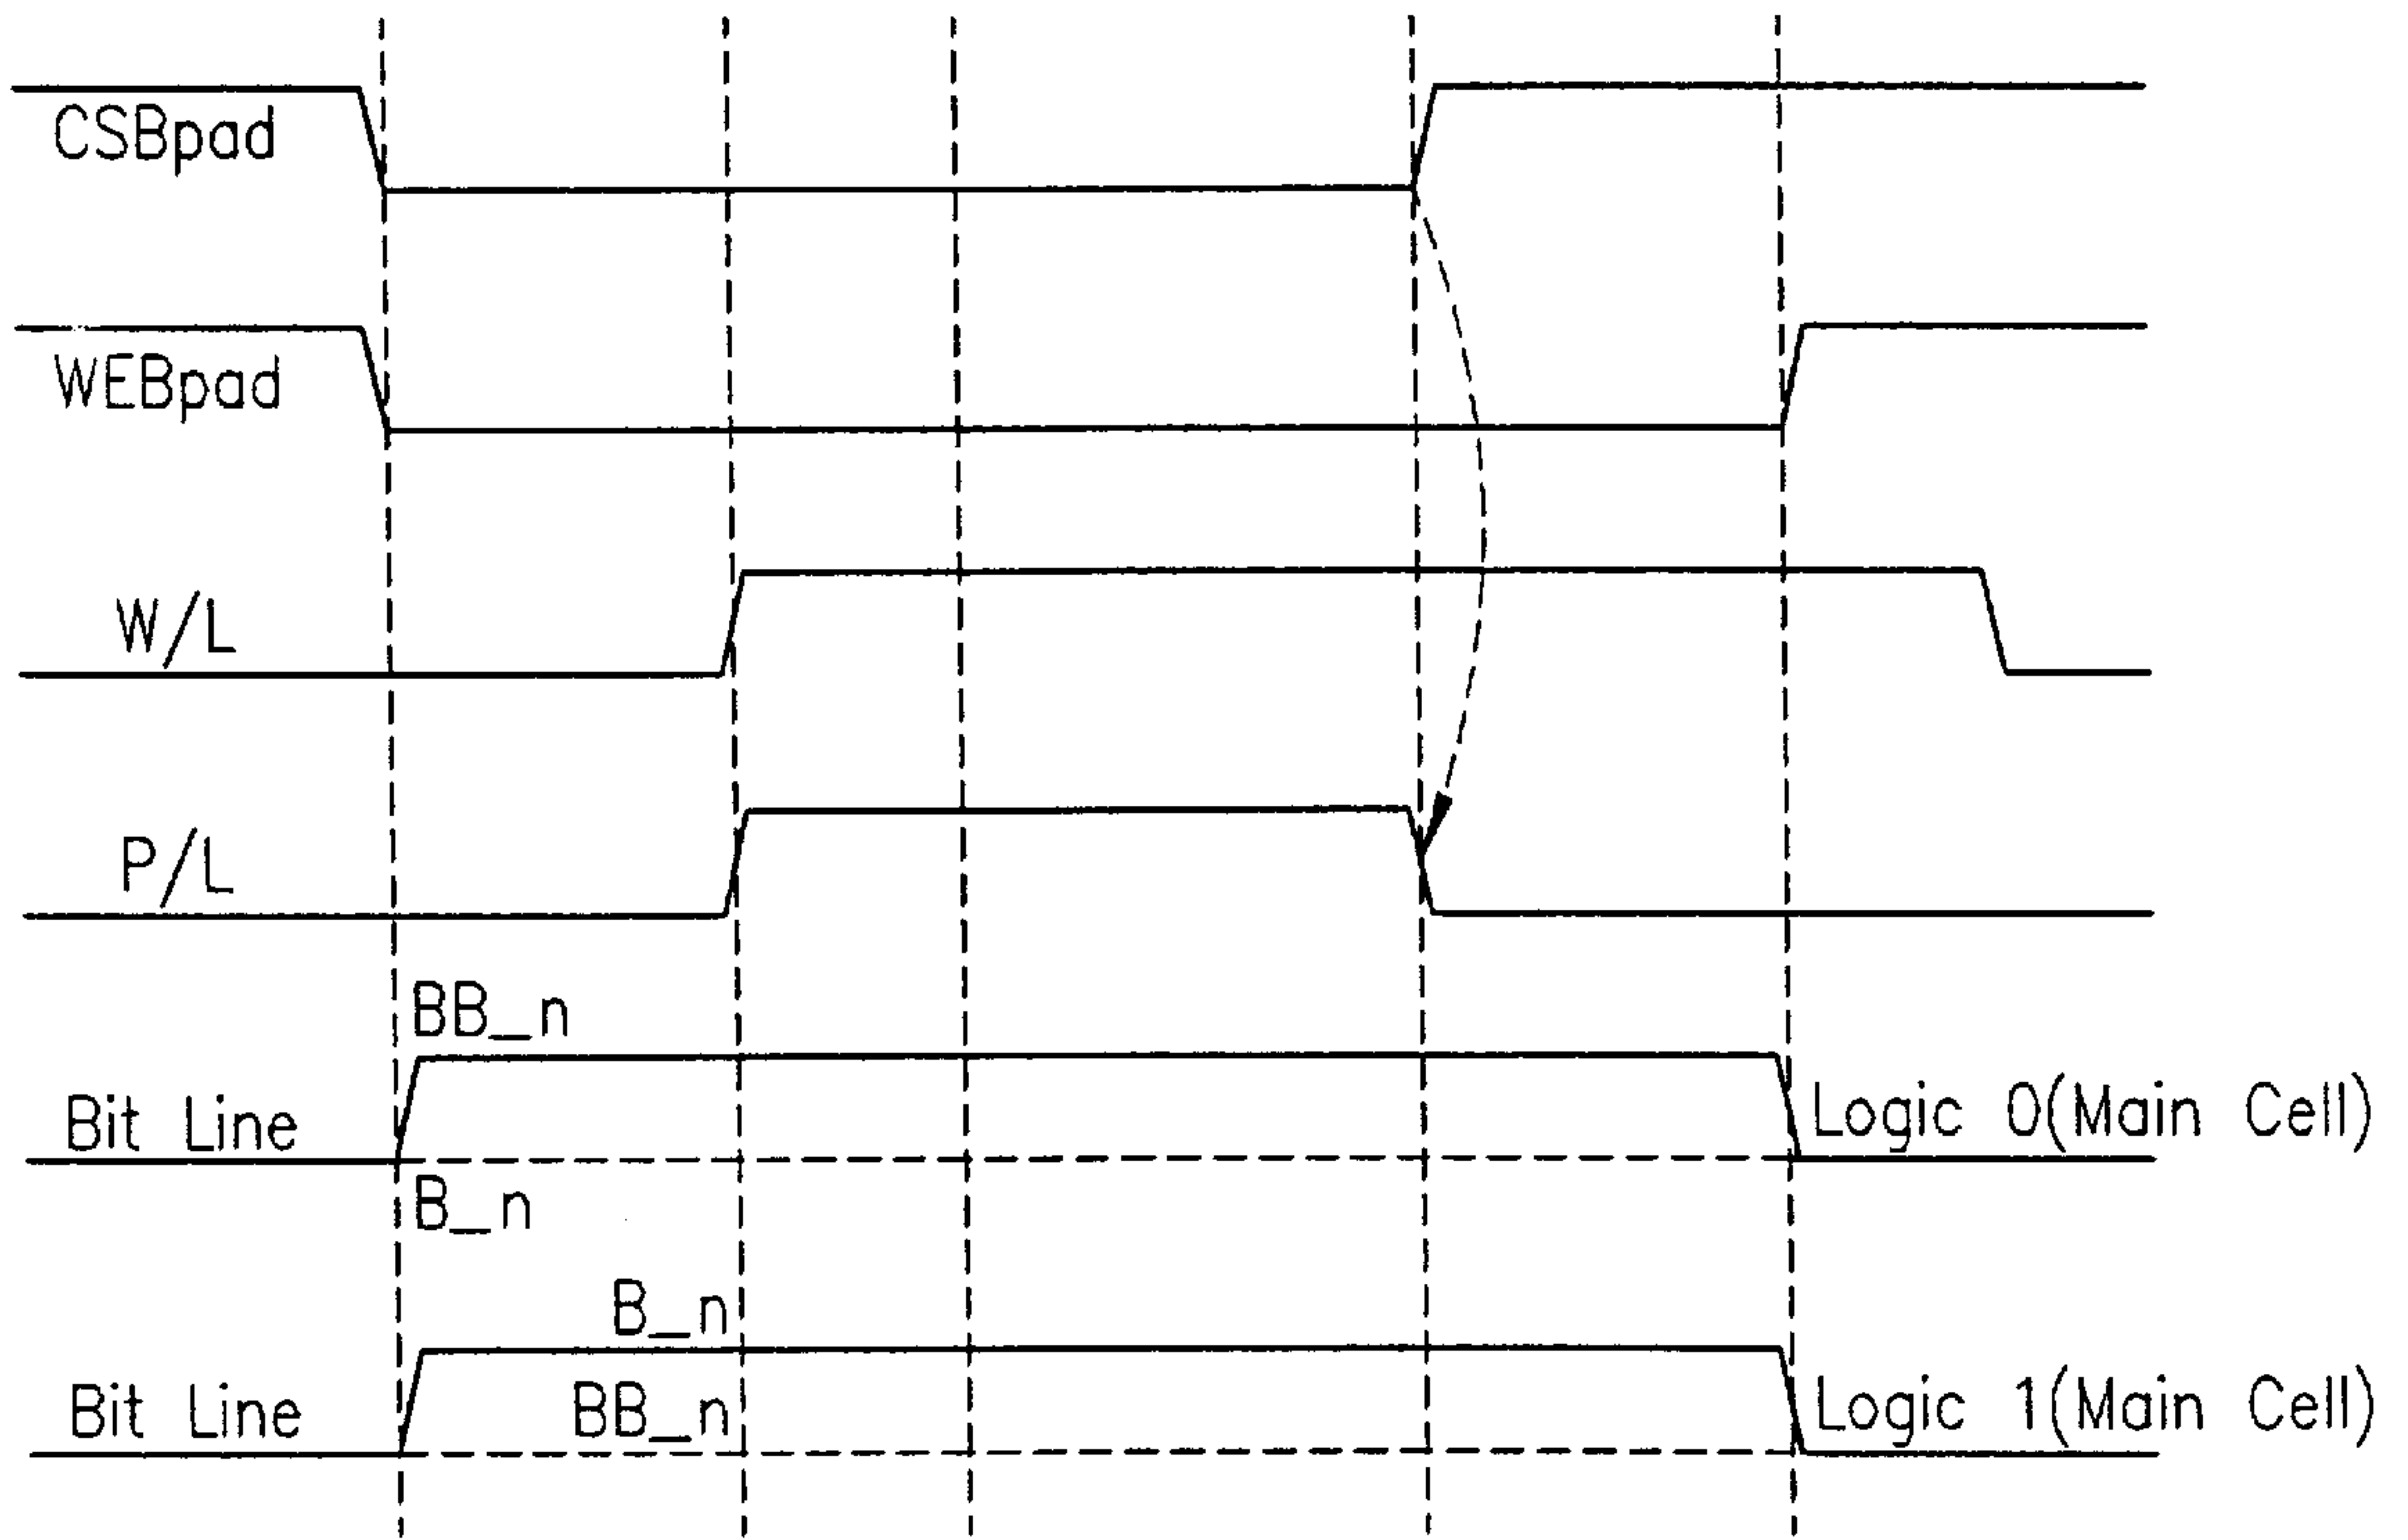 CSBpad
WEBpad
W/L
P/L
BB_n
Bit Line
Logic 0(Main Cell)
B_n
B_n
Bit Line
BB_n
Logic 1(Main Cell)